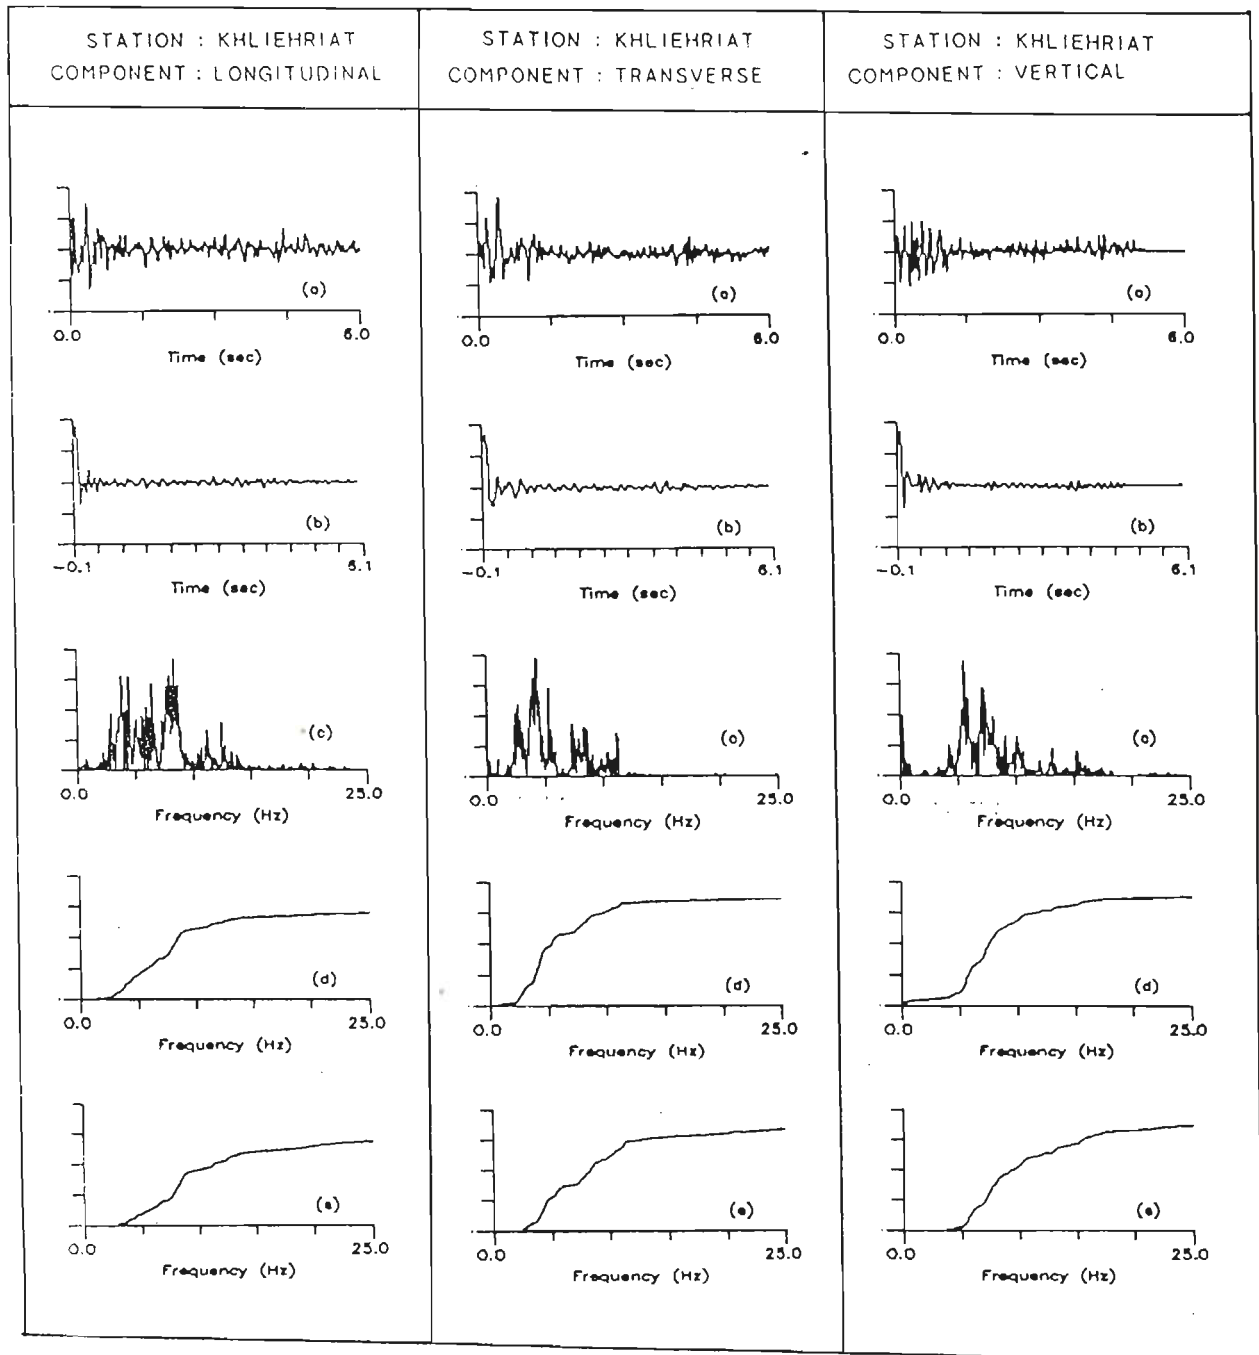 STATION : KHLIEHRIAT
COMPONENT : LONGITUDINAL
STATION : KHLIEHRIAT
COMPONENT : TRANSVERSE
STATION : KHLIEHRIAT
COMPONENT : VERTICAL
(a)
0.0 6.0
Time (sec)
(a)
0.0 6.0
Time (sec)
(a)
0.0 6.0
Time (sec)
(b)
-0.1 6.1
Time (sec)
(b)
-0.1 6.1
Time (sec)
(b)
-0.1 6.1
Time (sec)
(c)
0.0 25.0
Frequency (Hz)
(c)
0.0 25.0
Frequency (Hz)
(c)
0.0 25.0
Frequency (Hz)
(d)
0.0 25.0
Frequency (Hz)
(d)
0.0 25.0
Frequency (Hz)
(d)
0.0 25.0
Frequency (Hz)
(e)
0.0 25.0
Frequency (Hz)
(e)
0.0 25.0
Frequency (Hz)
(e)
0.0 25.0
Frequency (Hz)